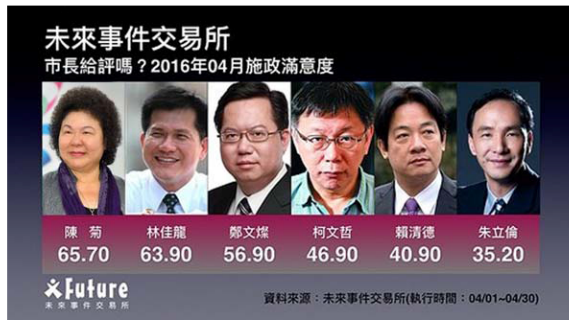 未來事件交易所
市長給評嗎？2016年04月施政滿意度
陳 菊 林佳龍 鄭文燦 柯文哲 賴清德 朱立倫
65.70 63.90 56.90 46.90 40.90 35.20
xFuture
未來事件交易所
資料來源：未來事件交易所(執行時間：04/01~04/30)